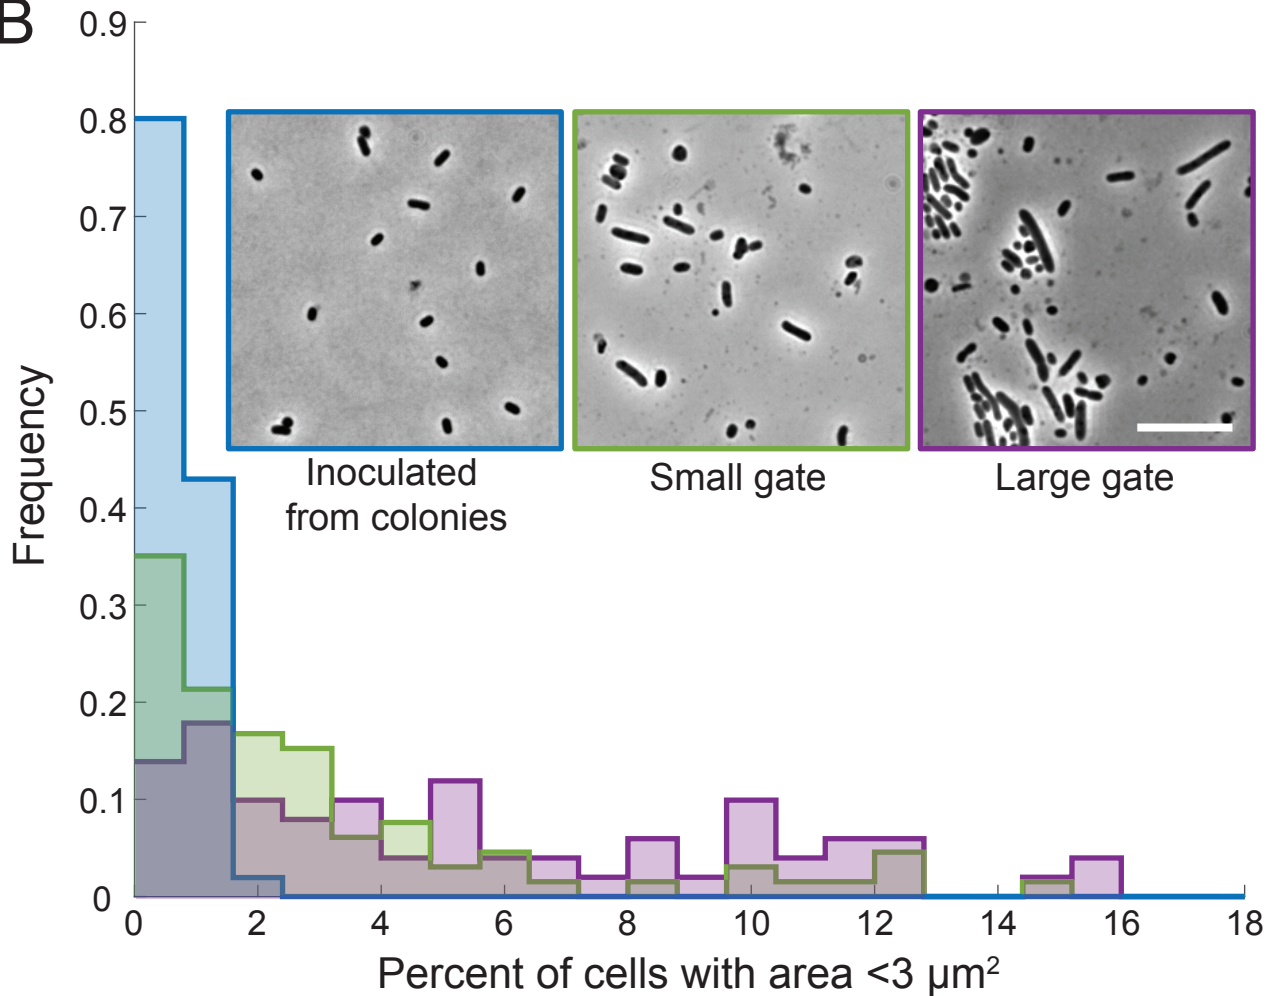 B
0.9
0.8
0.7
0.6
0.5
0.4
0.3
0.2
0.1
0
Frequency
Inoculated
from colonies
Small gate
Large gate
0 2 4 6 8 10 12 14 16 18
Percent of cells with area <3 µm²